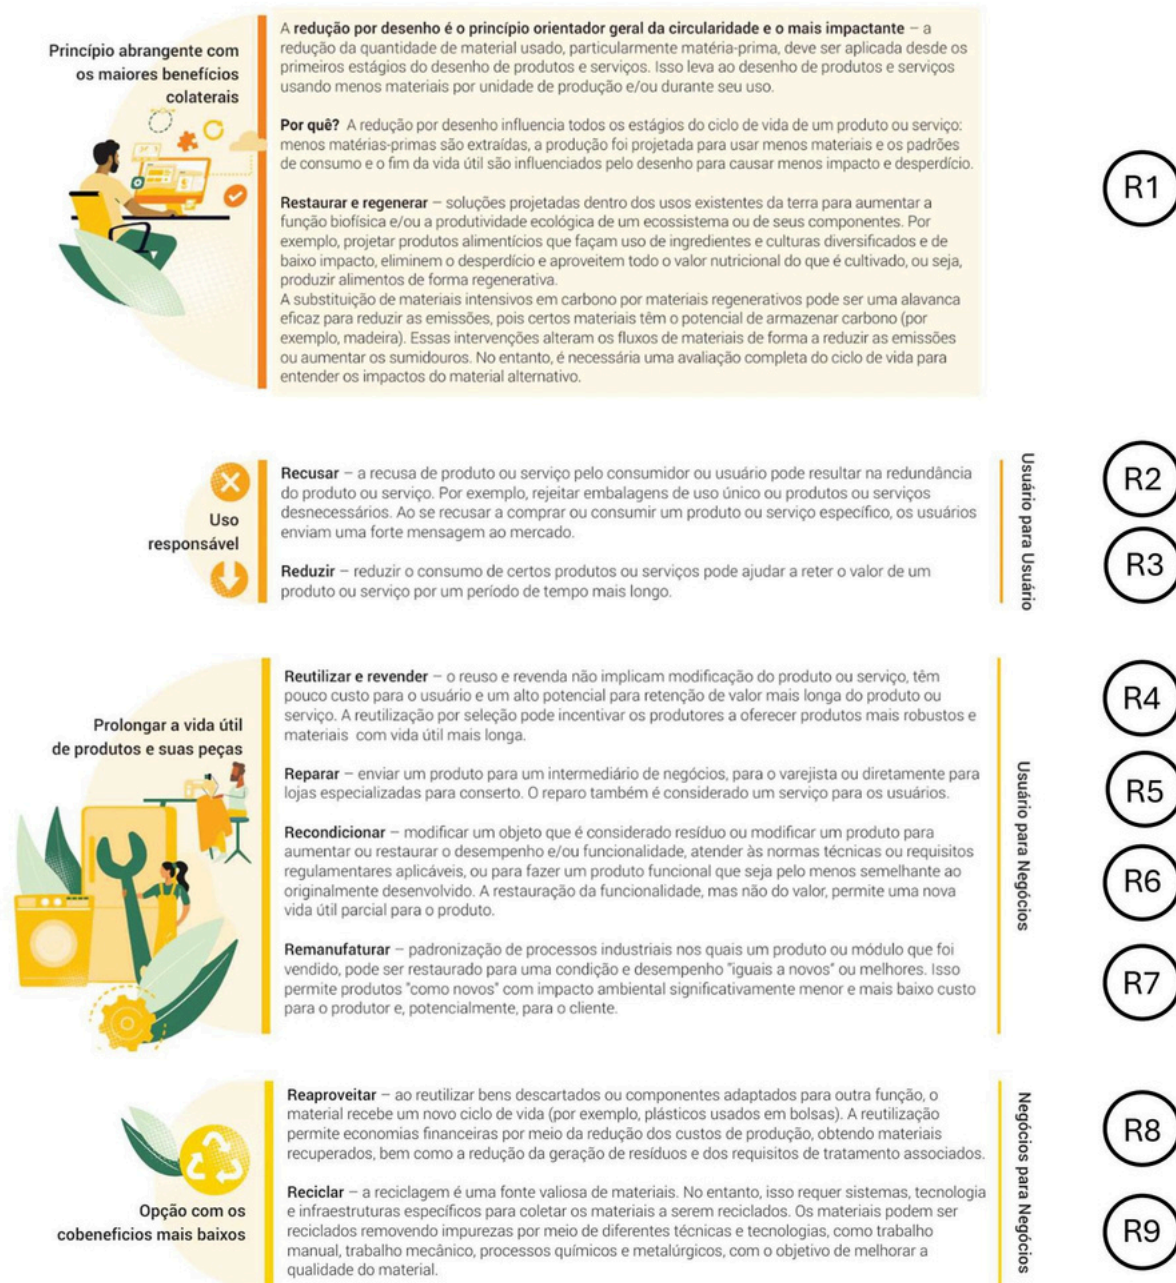 Princípio abrangente com
os maiores benefícios
colaterais
A redução por desenho é o princípio orientador geral da circularidade e o mais impactante – a
redução da quantidade de material usado, particularmente matéria-prima, deve ser aplicada desde os
primeiros estágios do desenho de produtos e serviços. Isso leva ao desenho de produtos e serviços
usando menos materiais por unidade de produção e/ou durante seu uso.
Por quê? A redução por desenho influencia todos os estágios do ciclo de vida de um produto ou serviço:
menos matérias-primas são extraídas, a produção foi projetada para usar menos materiais e os padrões
de consumo e o fim da vida útil são influenciados pelo desenho para causar menos impacto e desperdício.
Restaurar e regenerar – soluções projetadas dentro dos usos existentes da terra para aumentar a
função biofísica e/ou a produtividade ecológica de um ecossistema ou de seus componentes. Por
exemplo, projetar produtos alimentícios que façam uso de ingredientes e culturas diversificados e de
baixo impacto, eliminem o desperdício e aproveitem todo o valor nutricional do que é cultivado, ou seja,
produzir alimentos de forma regenerativa.
A substituição de materiais intensivos em carbono por materiais regenerativos pode ser uma alavanca
eficaz para reduzir as emissões, pois certos materiais têm o potencial de armazenar carbono (por
exemplo, madeira). Essas intervenções alteram os fluxos de materiais de forma a reduzir as emissões
ou aumentar os sumidouros. No entanto, é necessária uma avaliação completa do ciclo de vida para
entender os impactos do material alternativo.
R1
Uso
responsável
Recusar – a recusa de produto ou serviço pelo consumidor ou usuário pode resultar na redundância
do produto ou serviço. Por exemplo, rejeitar embalagens de uso único ou produtos ou serviços
desnecessários. Ao se recusar a comprar ou consumir um produto ou serviço específico, os usuários
enviam uma forte mensagem ao mercado.
Reduzir – reduzir o consumo de certos produtos ou serviços pode ajudar a reter o valor de um
produto ou serviço por um período de tempo mais longo.
Usuário para Usuário
R2
R3
Prolongar a vida útil
de produtos e suas peças
Reutilizar e revender – o reuso e revenda não implicam modificação do produto ou serviço, têm
pouco custo para o usuário e um alto potencial para retenção de valor mais longa do produto ou
serviço. A reutilização por seleção pode incentivar os produtores a oferecer produtos mais robustos e
materiais com vida útil mais longa.
Reparar – enviar um produto para um intermediário de negócios, para o varejista ou diretamente para
lojas especializadas para conserto. O reparo também é considerado um serviço para os usuários.
Recondicionar – modificar um objeto que é considerado resíduo ou modificar um produto para
aumentar ou restaurar o desempenho e/ou funcionalidade, atender às normas técnicas ou requisitos
regulamentares aplicáveis, ou para fazer um produto funcional que seja pelo menos semelhante ao
originalmente desenvolvido. A restauração da funcionalidade, mas não do valor, permite uma nova
vida útil parcial para o produto.
Remanufaturar – padronização de processos industriais nos quais um produto ou módulo que foi
vendido, pode ser restaurado para uma condição e desempenho "iguais a novos" ou melhores. Isso
permite produtos "como novos" com impacto ambiental significativamente menor e mais baixo custo
para o produtor e, potencialmente, para o cliente.
Usuário para Negócios
R4
R5
R6
R7
Opção com os
cobeneficios mais baixos
Reaproveitar – ao reutilizar bens descartados ou componentes adaptados para outra função, o
material recebe um novo ciclo de vida (por exemplo, plásticos usados em bolsas). A reutilização
permite economias financeiras por meio da redução dos custos de produção, obtendo materiais
recuperados, bem como a redução da geração de resíduos e dos requisitos de tratamento associados.
Reciclar – a reciclagem é uma fonte valiosa de materiais. No entanto, isso requer sistemas, tecnologia
e infraestruturas específicos para coletar os materiais a serem reciclados. Os materiais podem ser
reciclados removendo impurezas por meio de diferentes técnicas e tecnologias, como trabalho
manual, trabalho mecânico, processos químicos e metalúrgicos, com o objetivo de melhorar a
qualidade do material.
Negócios para Negócios
R8
R9